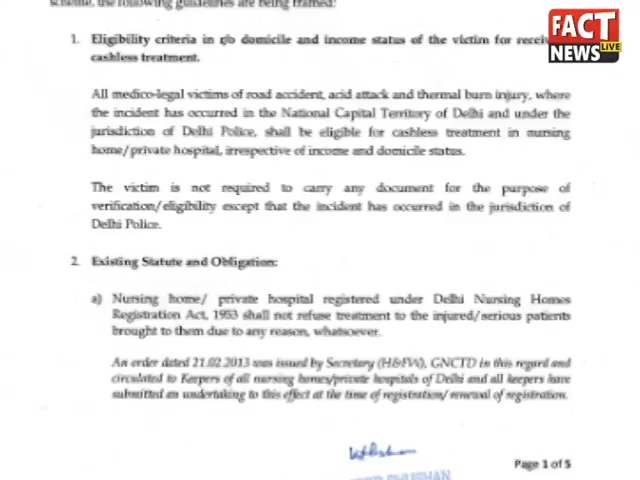 scheme, the following guidelines are being framed:
FACT
NEWS
LIVE
1. Eligibility criteria in r/o domicile and income status of the victim for
cashless treatment.
All medico-legal victims of road accident, acid attack and thermal burn injury, where
the incident has occurred in the National Capital Territory of Delhi and under the
jurisdiction of Delhi Police, shall be eligible for cashless treatment in nursing
home/private hospital, irrespective of income and domicile status.
The victim is not required to carry any document for the purpose of
verification/eligibility except that the incident has occurred in the jurisdiction of
Delhi Police.
2. Existing Statute and Obligation:
a) Nursing home/ private hospital registered under Delhi Nursing Homes
Registration Act, 1953 shall not refuse treatment to the injured/serious patients
brought to them due to any reason, whatsoever.
An order dated 21.02.2013 was issued by Secretary (H&FW), GNCTD in this regard and
circulated to Keepers of all nursing homes/private hospitals of Delhi and all keepers have
submitted an undertaking to this effect at the time of registration/ renewal of registration.
BHUSHAN
Page 1 of 5